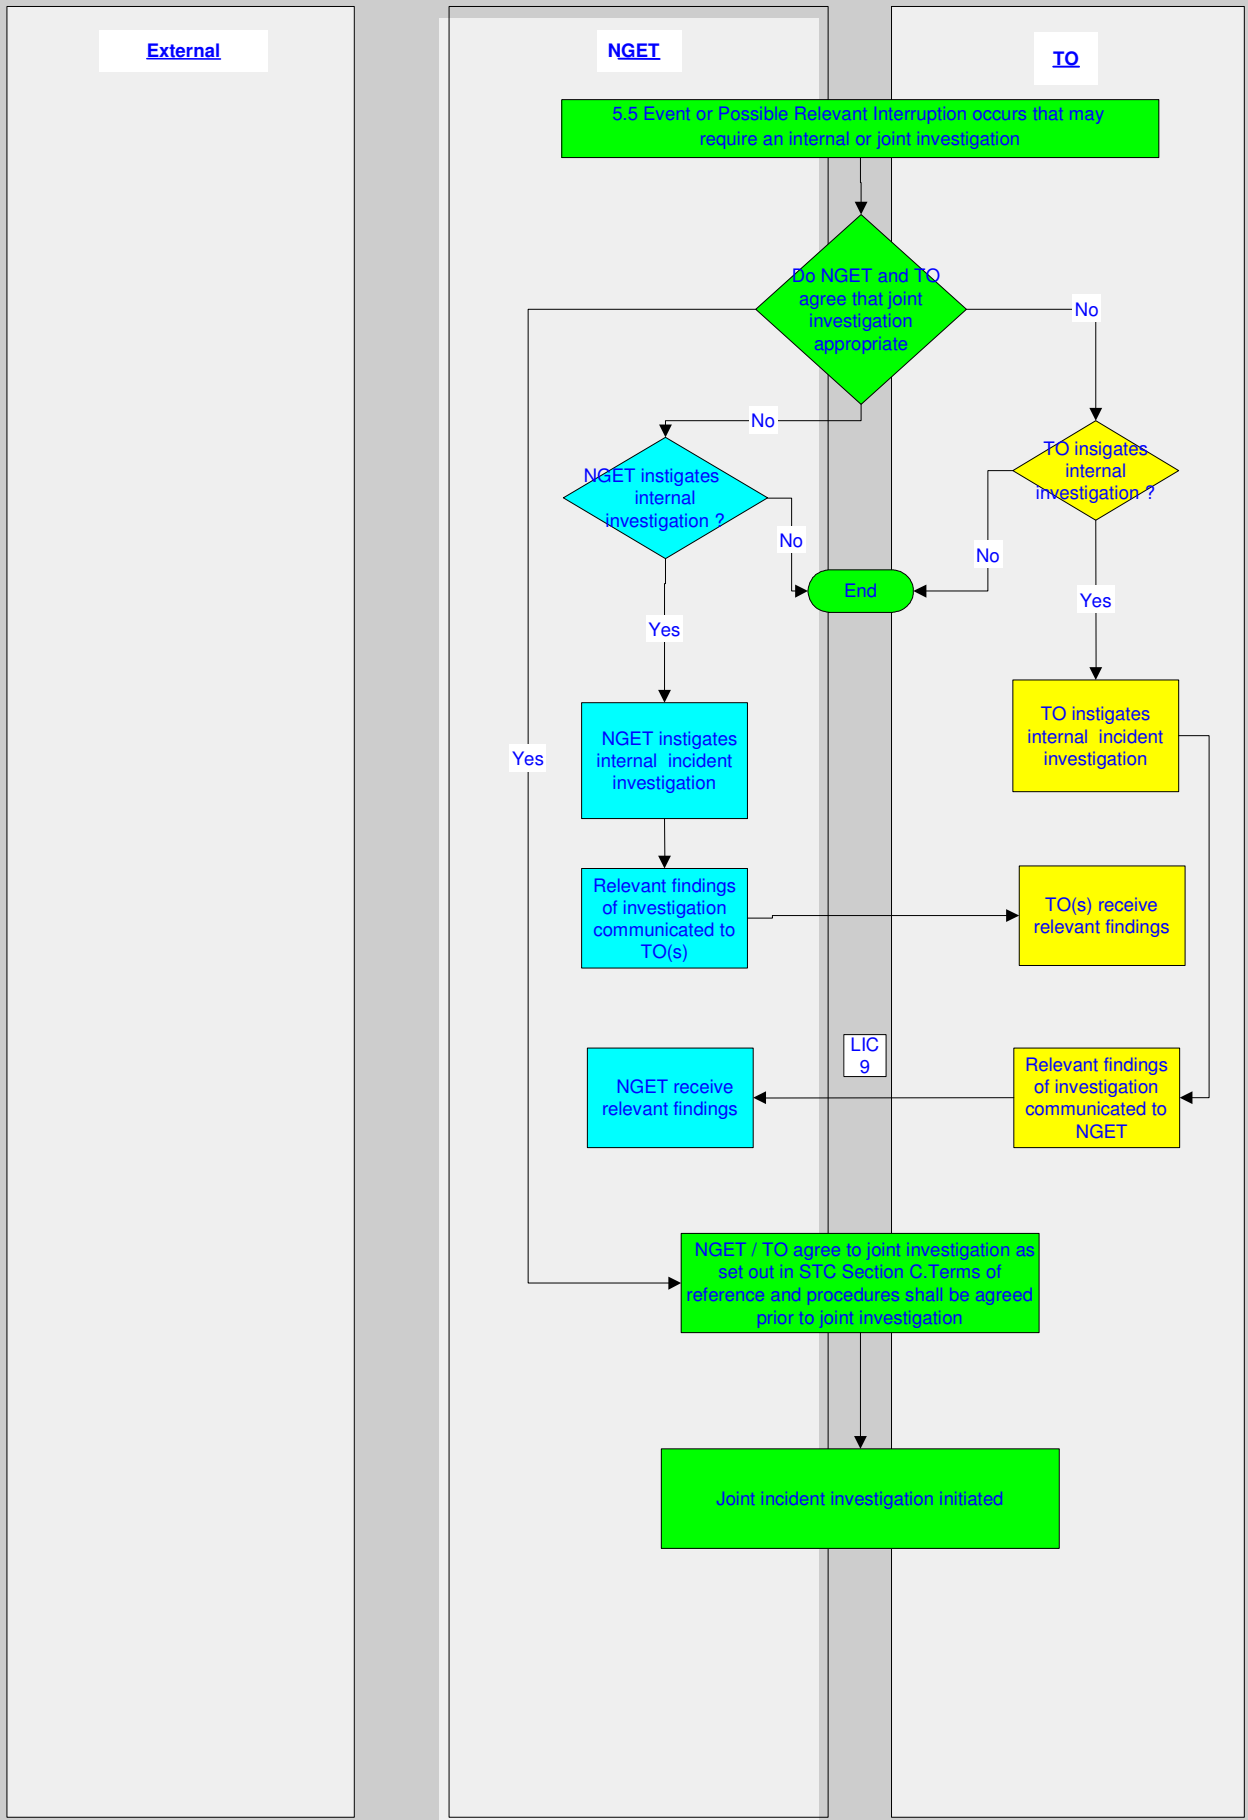 External
NGET
TO
5.5 Event or Possible Relevant Interruption occurs that may
require an internal or joint investigation
Do NGET and TO
agree that joint
investigation
appropriate
No
No
TO insigates
internal
investigation ?
NGET instigates
internal
investigation ?
No
No
End
Yes
Yes
TO instigates
internal incident
investigation
NGET instigates
internal incident
investigation
Yes
Relevant findings
of investigation
communicated to
TO(s)
TO(s) receive
relevant findings
LIC
9
NGET receive
relevant findings
Relevant findings
of investigation
communicated to
NGET
NGET / TO agree to joint investigation as
set out in STC Section C.Terms of
reference and procedures shall be agreed
prior to joint investigation
Joint incident investigation initiated